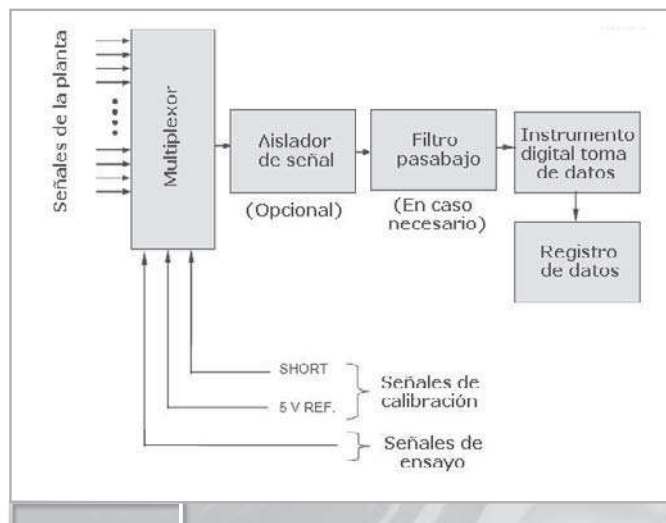 Señales de la planta
Multiplexor
Aislador
de señal
(Opcional)
Filtro
pasabajo
(En caso
necesario)
Instrumento
digital toma
de datos
Registro
de datos
SHORT
5 V REF.
Señales de
calibración
Señales de
ensayo